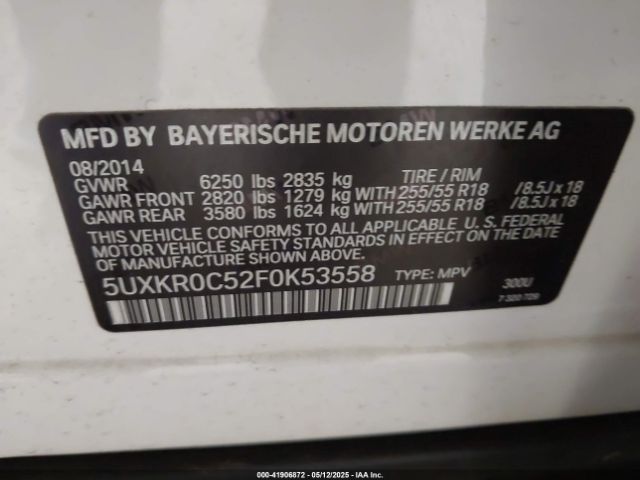 MFD BY BAYERISCHE MOTOREN WERKE AG
08/2014
GVWR 6250 lbs 2835 kg TIRE / RIM
GAWR FRONT 2820 lbs 1279 kg WITH 255/55 R18 /8.5J x 18
GAWR REAR 3580 lbs 1624 kg WITH 255/55 R18 /8.5J x 18
THIS VEHICLE CONFORMS TO ALL APPLICABLE U. S. FEDERAL
MOTOR VEHICLE SAFETY STANDARDS IN EFFECT ON THE DATE
OF MANUFACTURE SHOWN ABOVE.
5UXKR0C52F0K53558 TYPE: MPV 300U
7 320 729
000-41906872 - 05/12/2025 - IAA Inc.